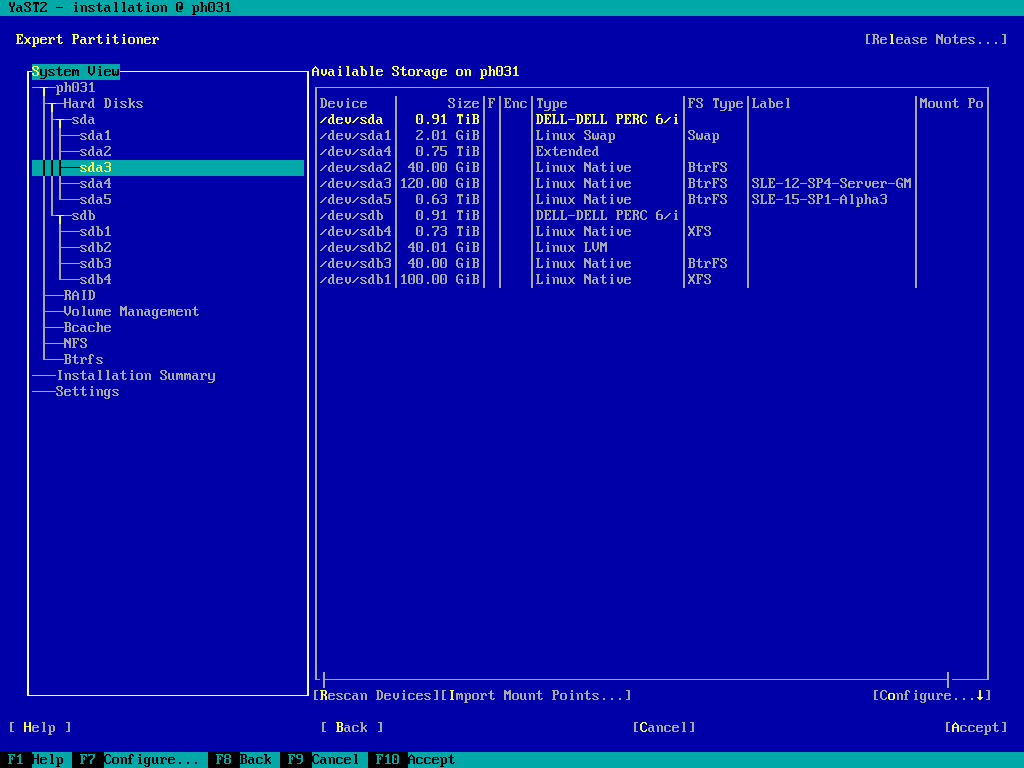 YaST2 - installation @ ph031
Expert Partitioner [Release Notes...]
System View
ph031
Hard Disks
sda
sda1
sda2
sda3
sda4
sda5
sdb
sdb1
sdb2
sdb3
sdb4
RAID
Volume Management
Bcache
NFS
Btrfs
Installation Summary
Settings
Available Storage on ph031
Device | Size|F|Enc|Type |FS Type|Label |Mount Po
/dev/sda | 0.91 TiB| | |DELL-DELL PERC 6/i| | |
/dev/sda1| 2.01 GiB| | |Linux Swap |Swap | |
/dev/sda4| 0.75 TiB| | |Extended | | |
/dev/sda2| 40.00 GiB| | |Linux Native |BtrFS | |
/dev/sda3|120.00 GiB| | |Linux Native |BtrFS |SLE-12-SP4-Server-GM|
/dev/sda5| 0.63 TiB| | |Linux Native |BtrFS |SLE-15-SP1-Alpha3 |
/dev/sdb | 0.91 TiB| | |DELL-DELL PERC 6/i| | |
/dev/sdb4| 0.73 TiB| | |Linux Native |XFS | |
/dev/sdb2| 40.01 GiB| | |Linux LVM | | |
/dev/sdb3| 40.00 GiB| | |Linux Native |BtrFS | |
/dev/sdb1|100.00 GiB| | |Linux Native |XFS | |
[Rescan Devices][Import Mount Points...] [Configure...↓]
[ Help ] [ Back ] [Cancel] [Accept]
F1 Help F7 Configure... F8 Back F9 Cancel F10 Accept